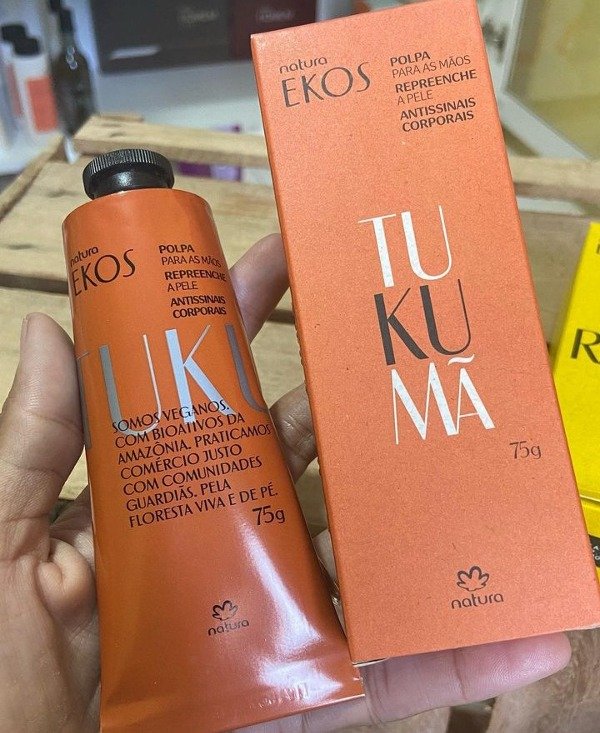 natura
EKOS
POLPA
PARA AS MÃOS
REPREENCHE
A PELE
ANTISSINAIS
CORPORAIS
TUKU
SOMOS VEGANOS.
COM BIOATIVOS DA
AMAZÔNIA. PRATICAMOS
COMÉRCIO JUSTO
COM COMUNIDADES
GUARDIÃS. PELA
FLORESTA VIVA E DE PÉ.
75g
natura
natura
EKOS
POLPA
PARA AS MÃOS
REPREENCHE
A PELE
ANTISSINAIS
CORPORAIS
TU
KU
MÃ
75g
natura
R